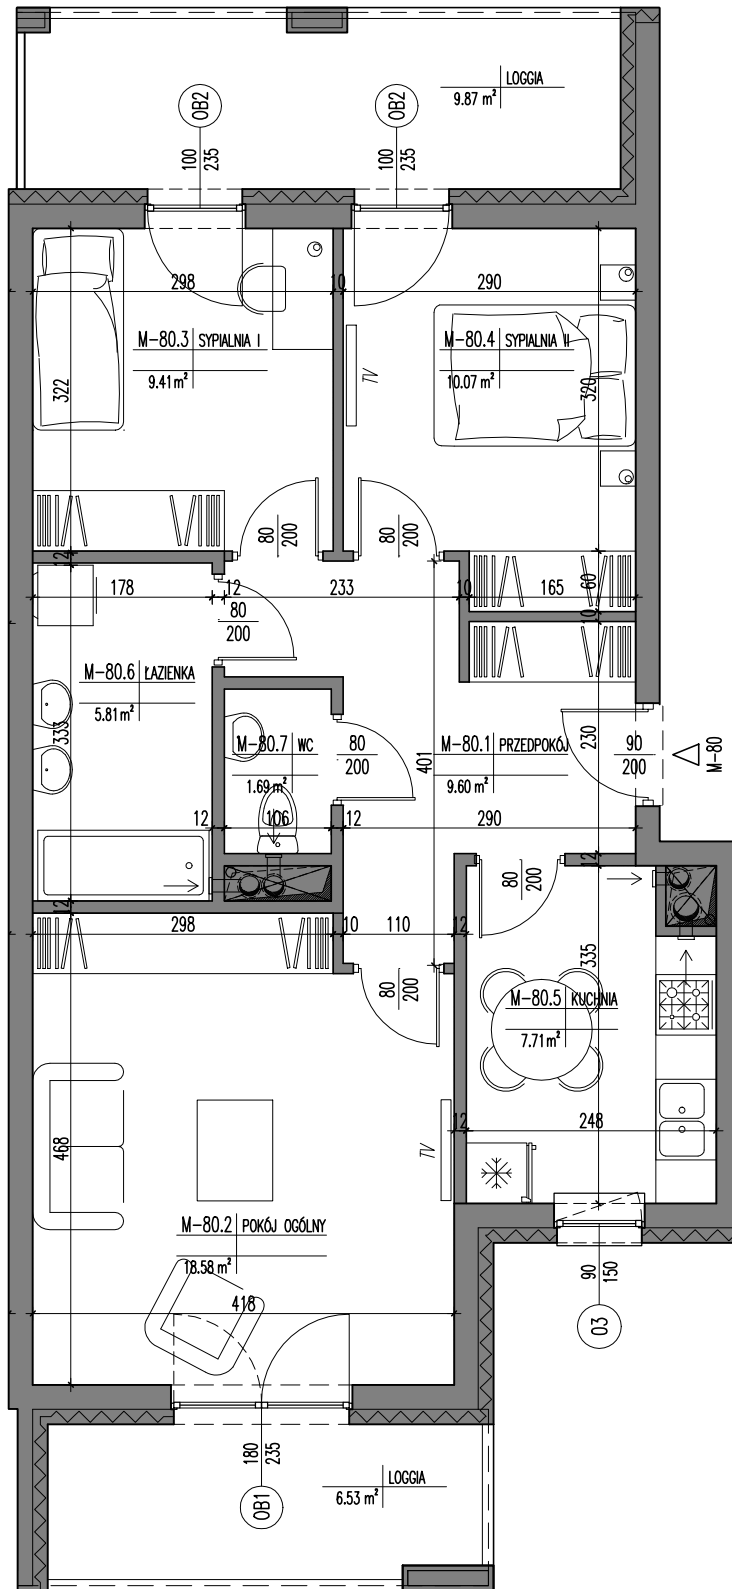 LOGGIA
9.87 m²
OB2
OB2
100
235
100
235
298
10
290
M-80.3 SYPIALNIA I
9.41 m²
M-80.4 SYPIALNIA II
10.07 m²
TV
322
320
80
200
80
200
12
178
12
233
10
165
60
10
80
200
M-80.6 ŁAZIENKA
5.81 m²
333
M-80.7 WC
1.69 m²
80
200
401
M-80.1 PRZEDPOKÓJ
9.60 m²
230
90
200
M-80
12
106
12
290
12
80
200
12
298
10
110
12
80
200
335
M-80.5 KUCHNIA
7.71 m²
12
248
468
TV
M-80.2 POKÓJ OGÓLNY
18.58 m²
418
90
150
O3
180
235
OB1
LOGGIA
6.53 m²